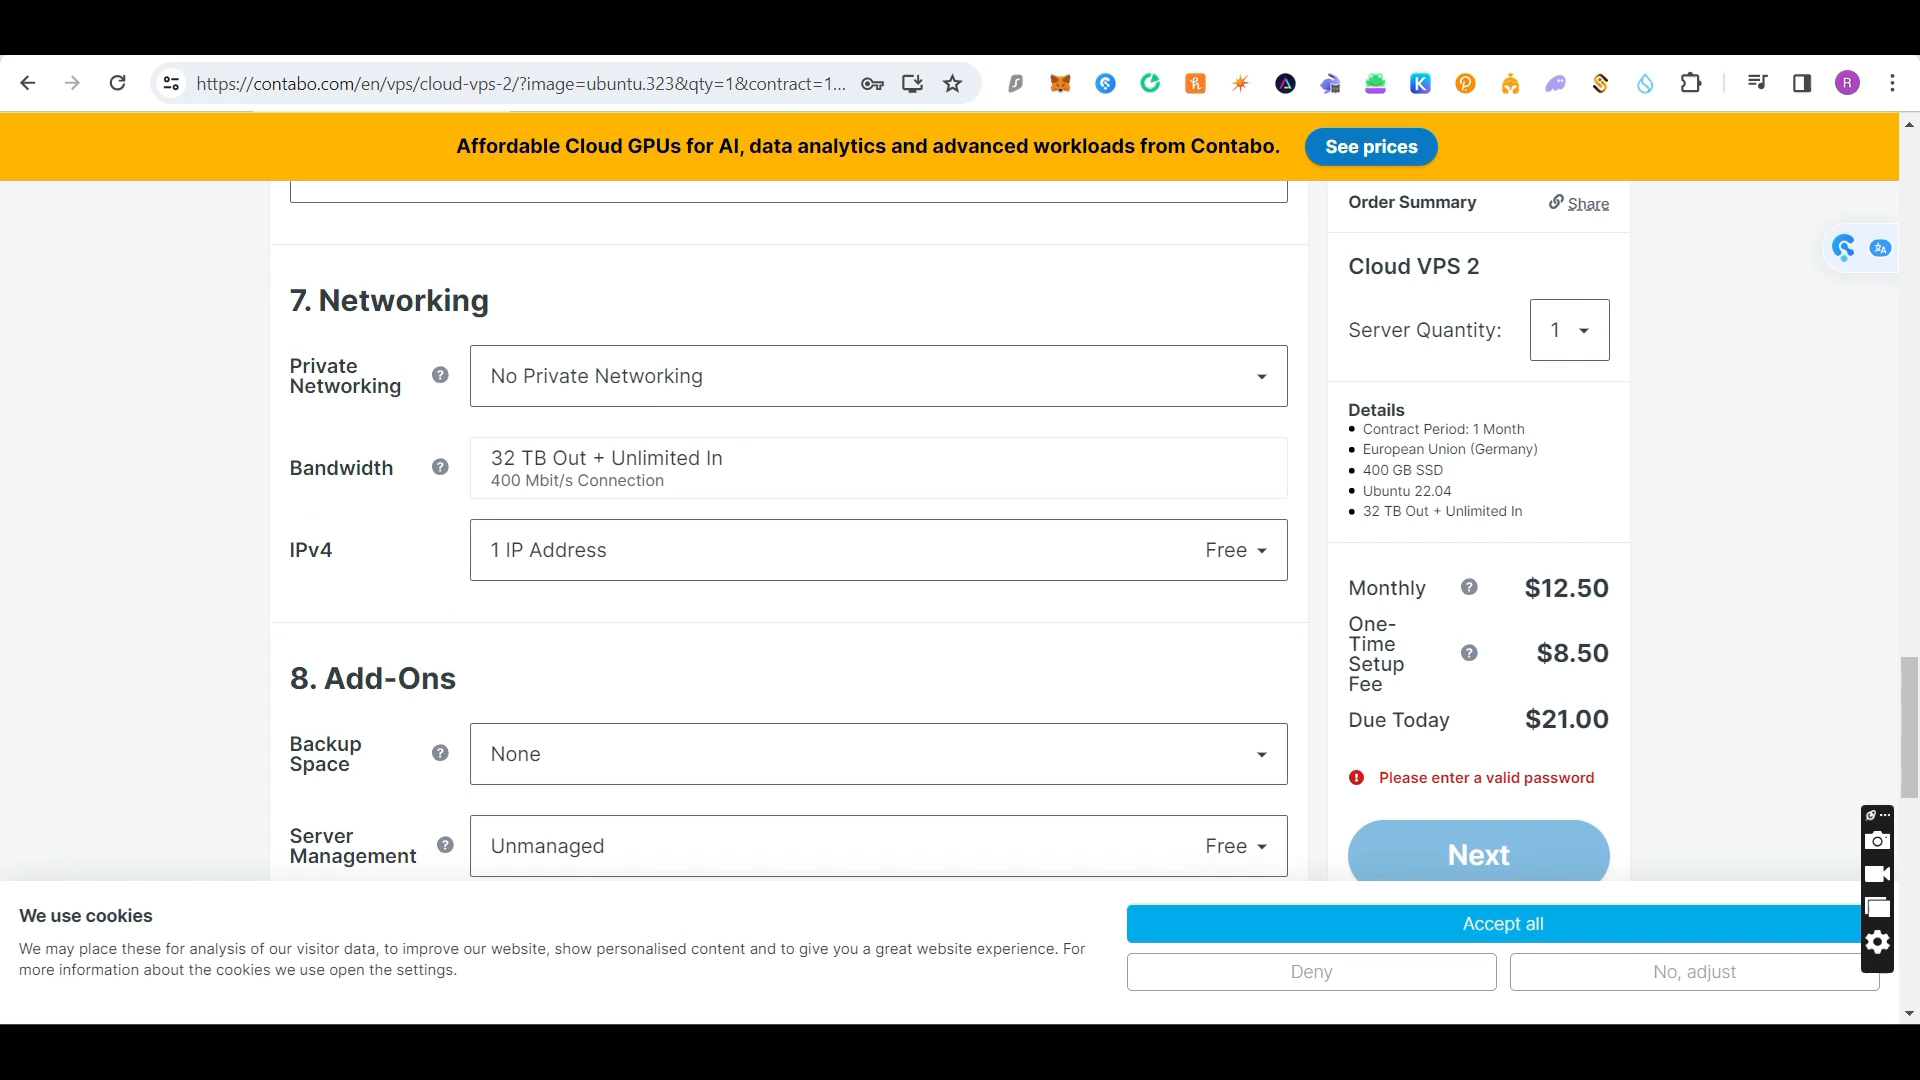 https://contabo.com/en/vps/cloud-vps-2/?image=ubuntu.323&qty=1&contract=1...
R
Affordable Cloud GPUs for AI, data analytics and advanced workloads from Contabo.
See prices
Order Summary
Share
Cloud VPS 2
Server Quantity:
1
7. Networking
Private
Networking
No Private Networking
Bandwidth
32 TB Out + Unlimited In
400 Mbit/s Connection
IPv4
1 IP Address
Free
Details
Contract Period: 1 Month
European Union (Germany)
400 GB SSD
Ubuntu 22.04
32 TB Out + Unlimited In
Monthly
$12.50
One-
Time
Setup
Fee
$8.50
Due Today
$21.00
Please enter a valid password
Next
8. Add-Ons
Backup
Space
None
Server
Management
Unmanaged
Free
We use cookies
We may place these for analysis of our visitor data, to improve our website, show personalised content and to give you a great website experience. For
more information about the cookies we use open the settings.
Accept all
Deny
No, adjust